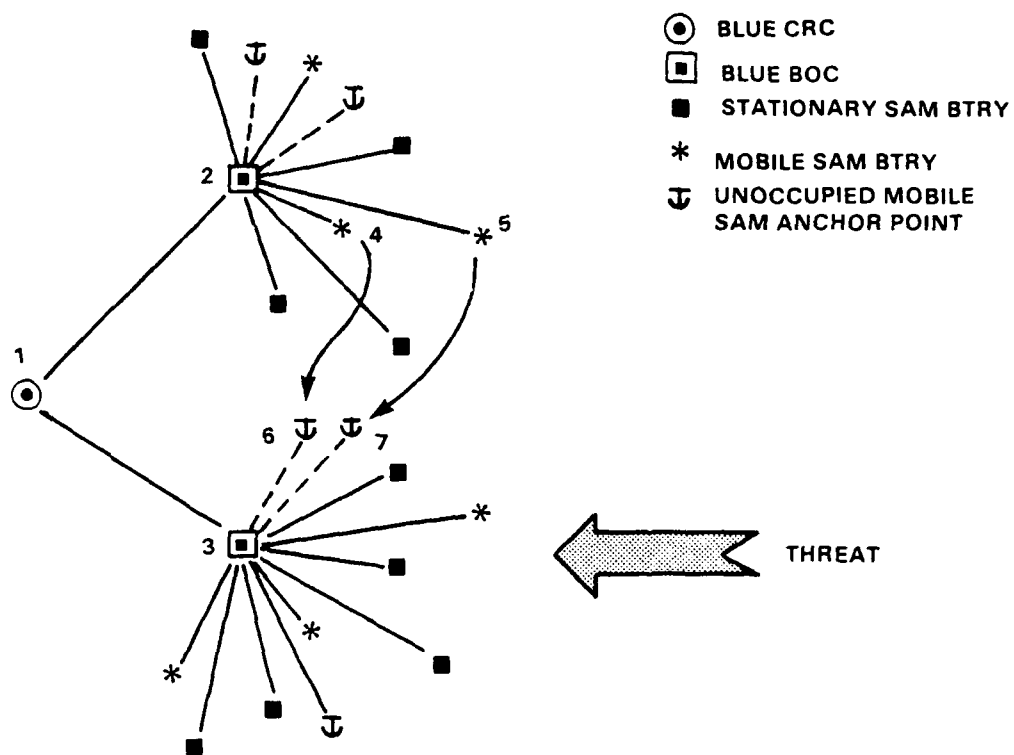 BLUE CRC
BLUE BOC
STATIONARY SAM BTRY
MOBILE SAM BTRY
UNOCCUPIED MOBILE
SAM ANCHOR POINT
2
4
5
1
6
7
3
THREAT